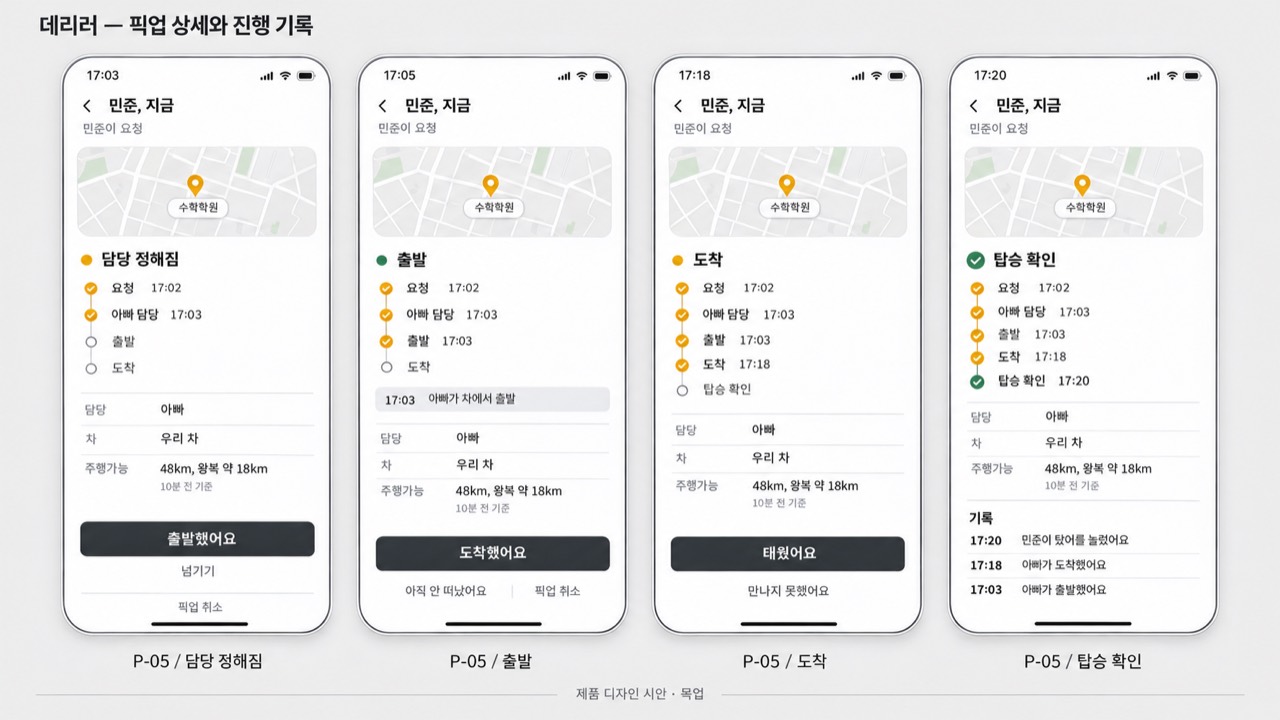 데리러 — 픽업 상세와 진행 기록
17:03
민준, 지금
민준이 요청
수학학원
담당 정해짐
요청 17:02
아빠 담당 17:03
출발
도착
담당 아빠
차 우리 차
주행가능 48km, 왕복 약 18km
10분 전 기준
출발했어요
넘기기
픽업 취소
P-05 / 담당 정해짐
17:05
민준, 지금
민준이 요청
수학학원
출발
요청 17:02
아빠 담당 17:03
출발 17:03
도착
17:03 아빠가 차에서 출발
담당 아빠
차 우리 차
주행가능 48km, 왕복 약 18km
10분 전 기준
도착했어요
아직 안 떠났어요 | 픽업 취소
P-05 / 출발
17:18
민준, 지금
민준이 요청
수학학원
도착
요청 17:02
아빠 담당 17:03
출발 17:03
도착 17:18
탑승 확인
담당 아빠
차 우리 차
주행가능 48km, 왕복 약 18km
10분 전 기준
태웠어요
만나지 못했어요
P-05 / 도착
17:20
민준, 지금
민준이 요청
수학학원
탑승 확인
요청 17:02
아빠 담당 17:03
출발 17:03
도착 17:18
탑승 확인 17:20
담당 아빠
차 우리 차
주행가능 48km, 왕복 약 18km
10분 전 기준
기록
17:20 민준이 탔어를 눌렀어요
17:18 아빠가 도착했어요
17:03 아빠가 출발했어요
P-05 / 탑승 확인
제품 디자인 시안 · 목업